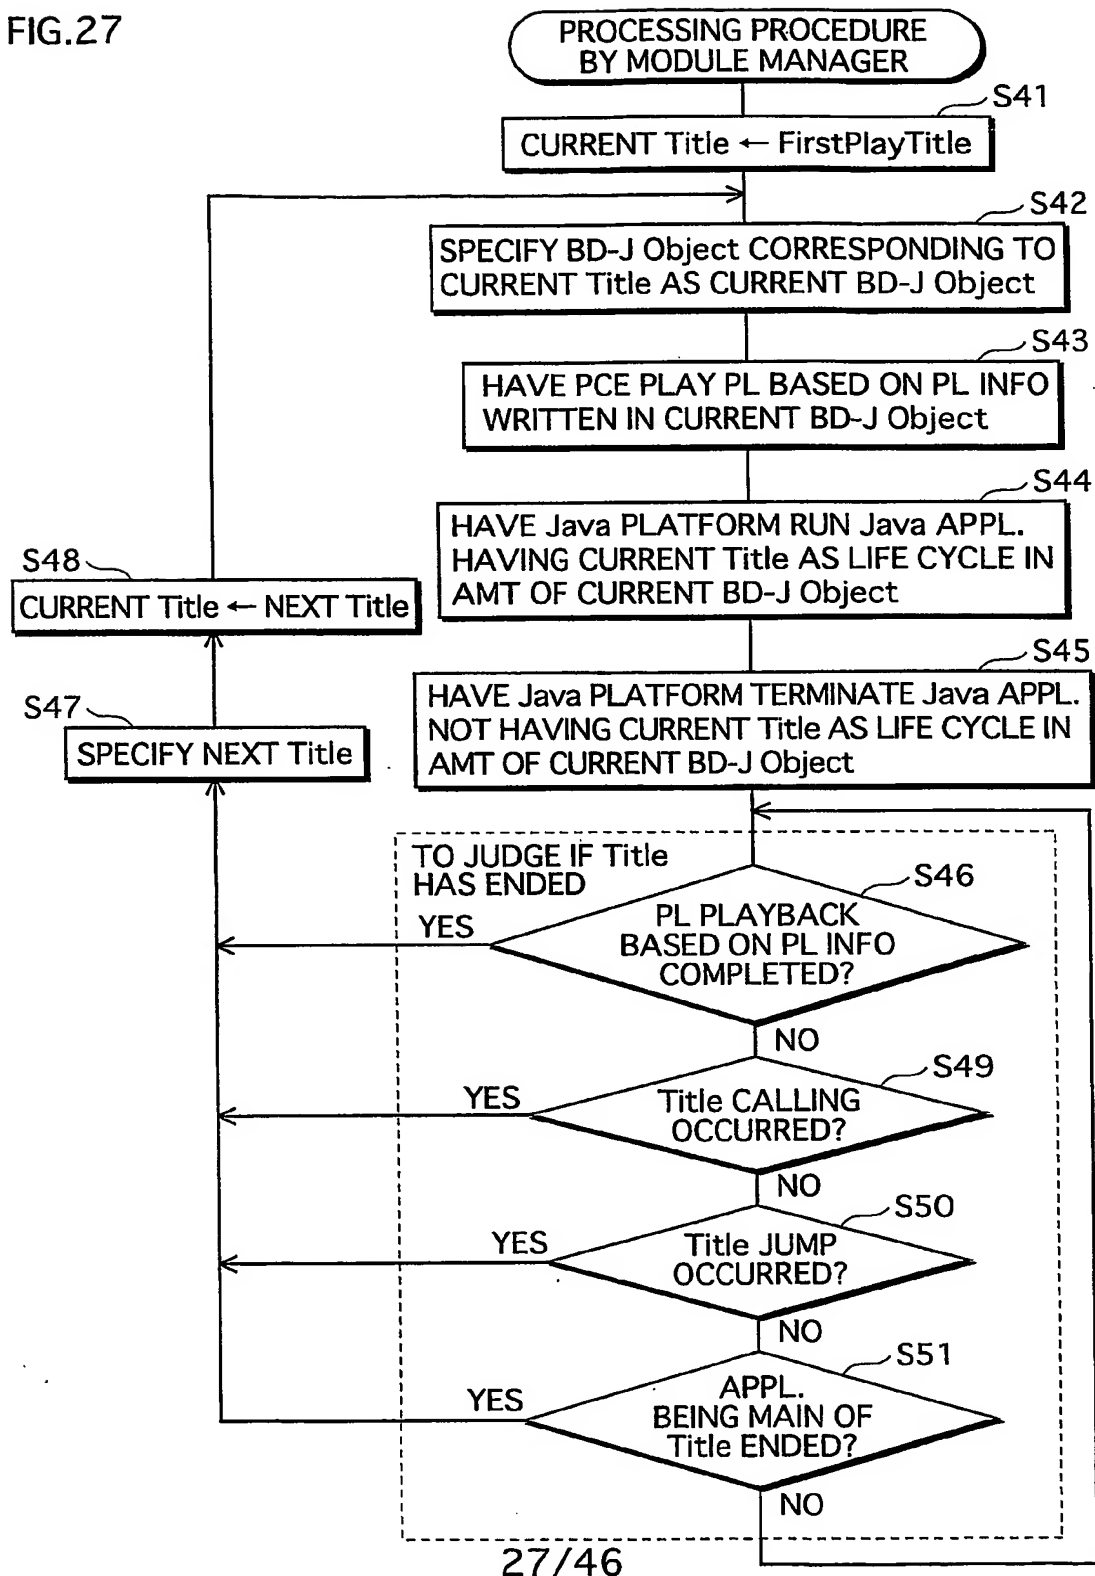 FIG.27
PROCESSING PROCEDURE
BY MODULE MANAGER
S41
CURRENT Title ← FirstPlayTitle
S42
SPECIFY BD-J Object CORRESPONDING TO
CURRENT Title AS CURRENT BD-J Object
S43
HAVE PCE PLAY PL BASED ON PL INFO
WRITTEN IN CURRENT BD-J Object
S44
HAVE Java PLATFORM RUN Java APPL.
HAVING CURRENT Title AS LIFE CYCLE IN
AMT OF CURRENT BD-J Object
S48
CURRENT Title ← NEXT Title
S45
HAVE Java PLATFORM TERMINATE Java APPL.
NOT HAVING CURRENT Title AS LIFE CYCLE IN
AMT OF CURRENT BD-J Object
S47
SPECIFY NEXT Title
TO JUDGE IF Title
HAS ENDED
S46
YES
PL PLAYBACK
BASED ON PL INFO
COMPLETED?
NO
S49
YES
Title CALLING
OCCURRED?
NO
S50
YES
Title JUMP
OCCURRED?
NO
S51
YES
APPL.
BEING MAIN OF
Title ENDED?
NO
27/46